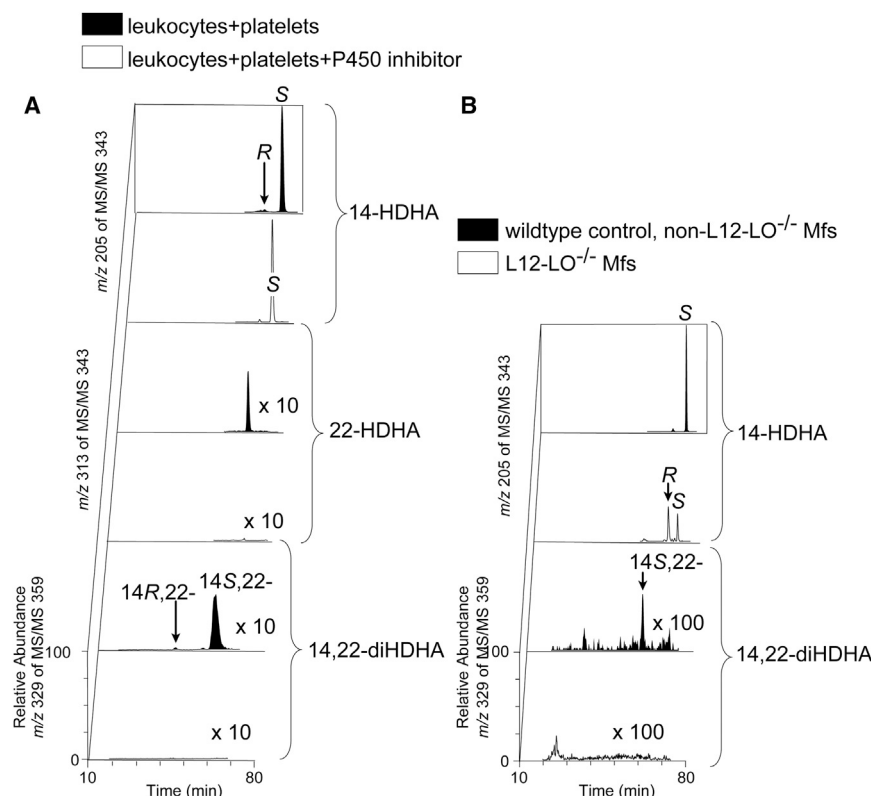 leukocytes+platelets
leukocytes+platelets+P450 inhibitor
A
S
R
14-HDHA
m/z 205 of MS/MS 343
S
x 10
22-HDHA
m/z 313 of MS/MS 343
x 10
14R,22-
14S,22-
x 10
14,22-diHDHA
Relative Abundance
m/z 329 of MS/MS 359
100
x 10
0
10
80
Time (min)
B
wildtype control, non-L12-LO-/- Mfs
L12-LO-/- Mfs
S
m/z 205 of MS/MS 343
14-HDHA
R
S
14S,22-
x 100
14,22-diHDHA
Relative Abundance
m/z 329 of MS/MS 359
100
x 100
0
10
80
Time (min)